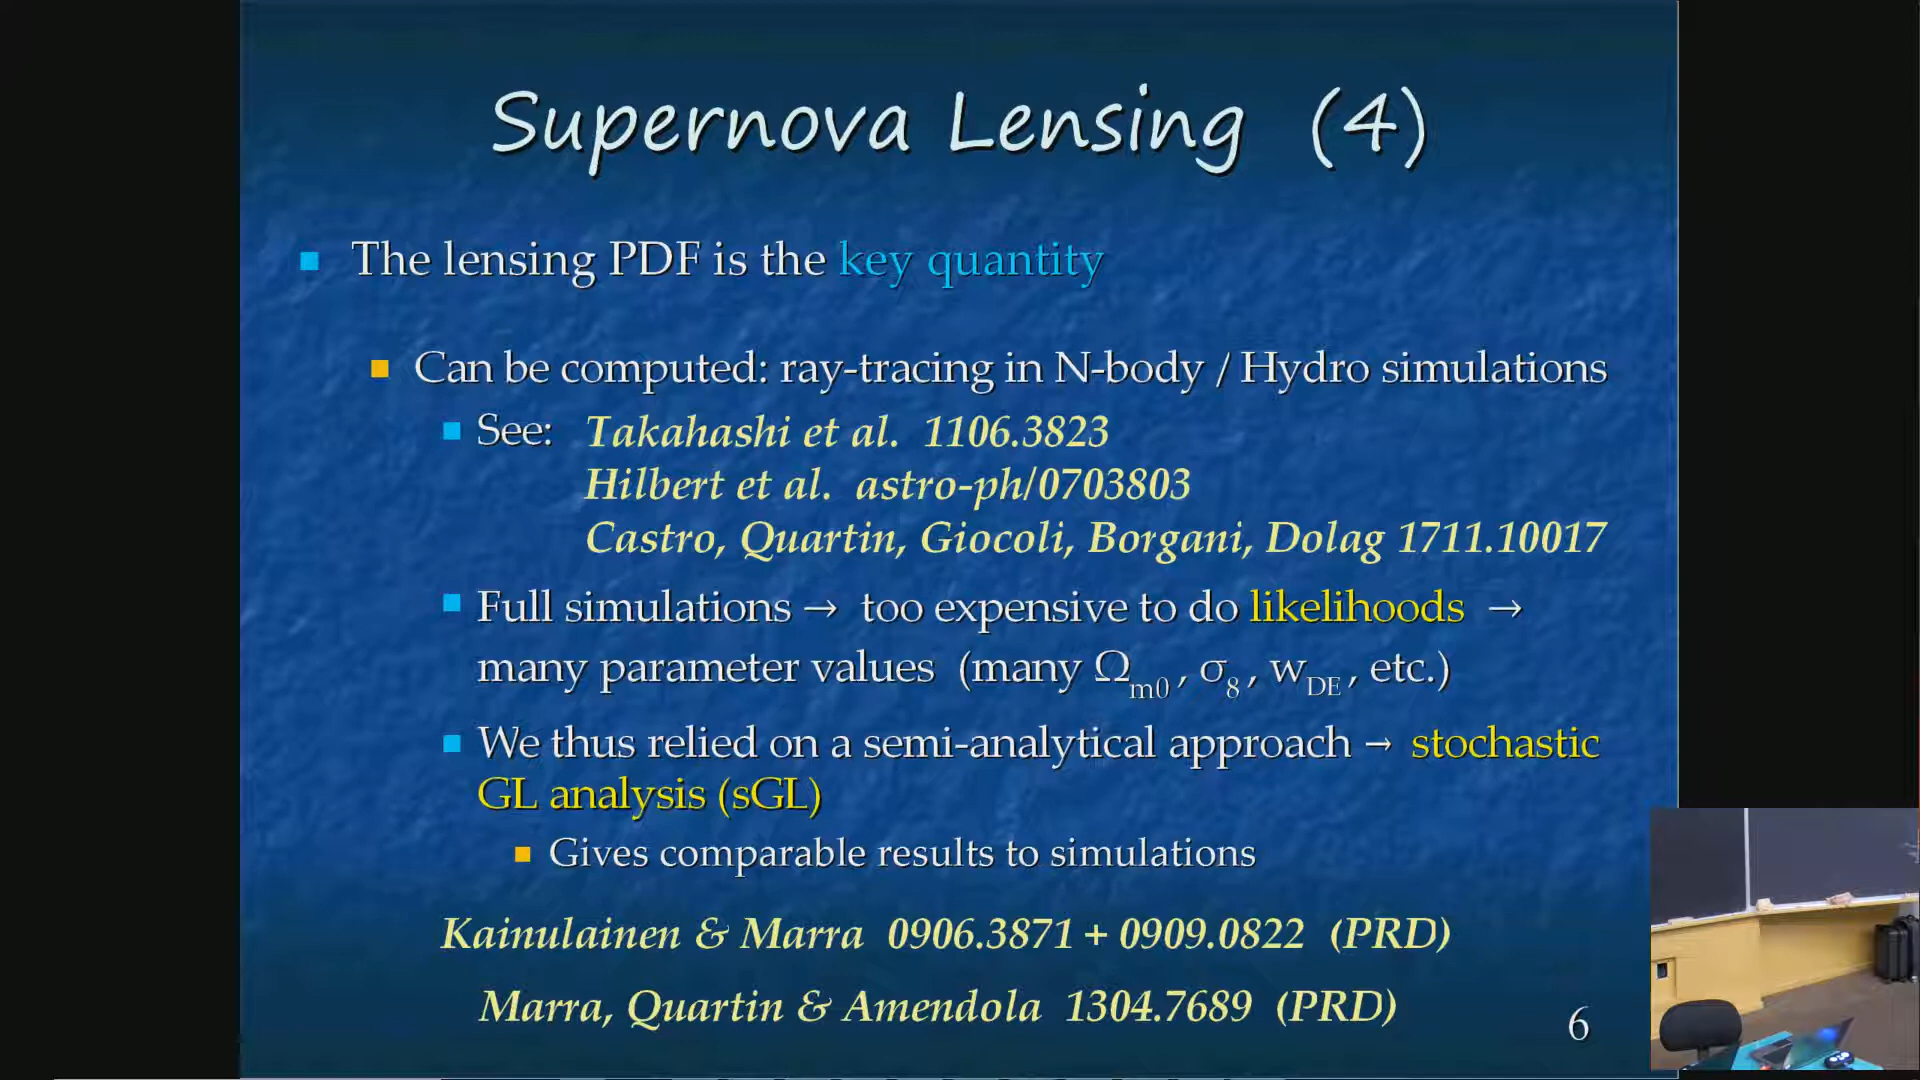 Supernova Lensing (4)
The lensing PDF is the key quantity
Can be computed: ray-tracing in N-body / Hydro simulations
See: Takahashi et al. 1106.3823
Hilbert et al. astro-ph/0703803
Castro, Quartin, Giocoli, Borgani, Dolag 1711.10017
Full simulations → too expensive to do likelihoods →
many parameter values (many Ωm0, σ8, wDE, etc.)
We thus relied on a semi-analytical approach → stochastic
GL analysis (sGL)
Gives comparable results to simulations
Kainulainen & Marra 0906.3871 + 0909.0822 (PRD)
Marra, Quartin & Amendola 1304.7689 (PRD)
6